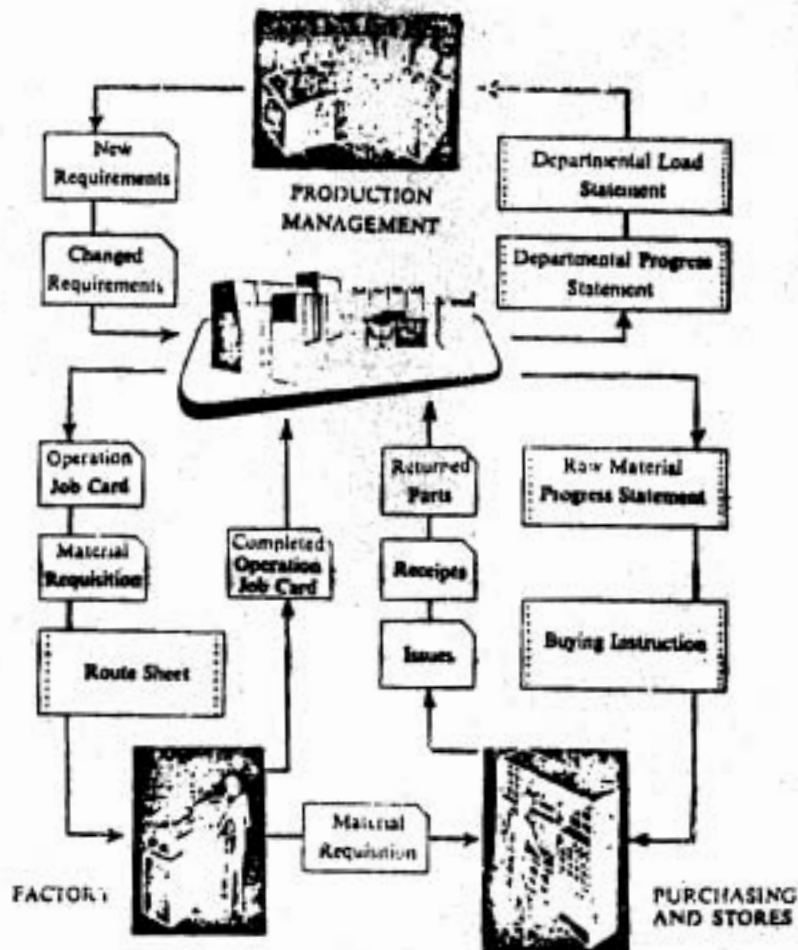 New
Requirements
Changed
Requirements
PRODUCTION
MANAGEMENT
Departmental Load
Statement
Departmental Progress
Statement
Operation
Job Card
Material
Requisition
Route Sheet
Completed
Operation
Job Card
Returned
Parts
Receipts
Issues
Raw Material
Progress Statement
Buying Instruction
FACTORY
Material
Requisition
PURCHASING
AND STORES